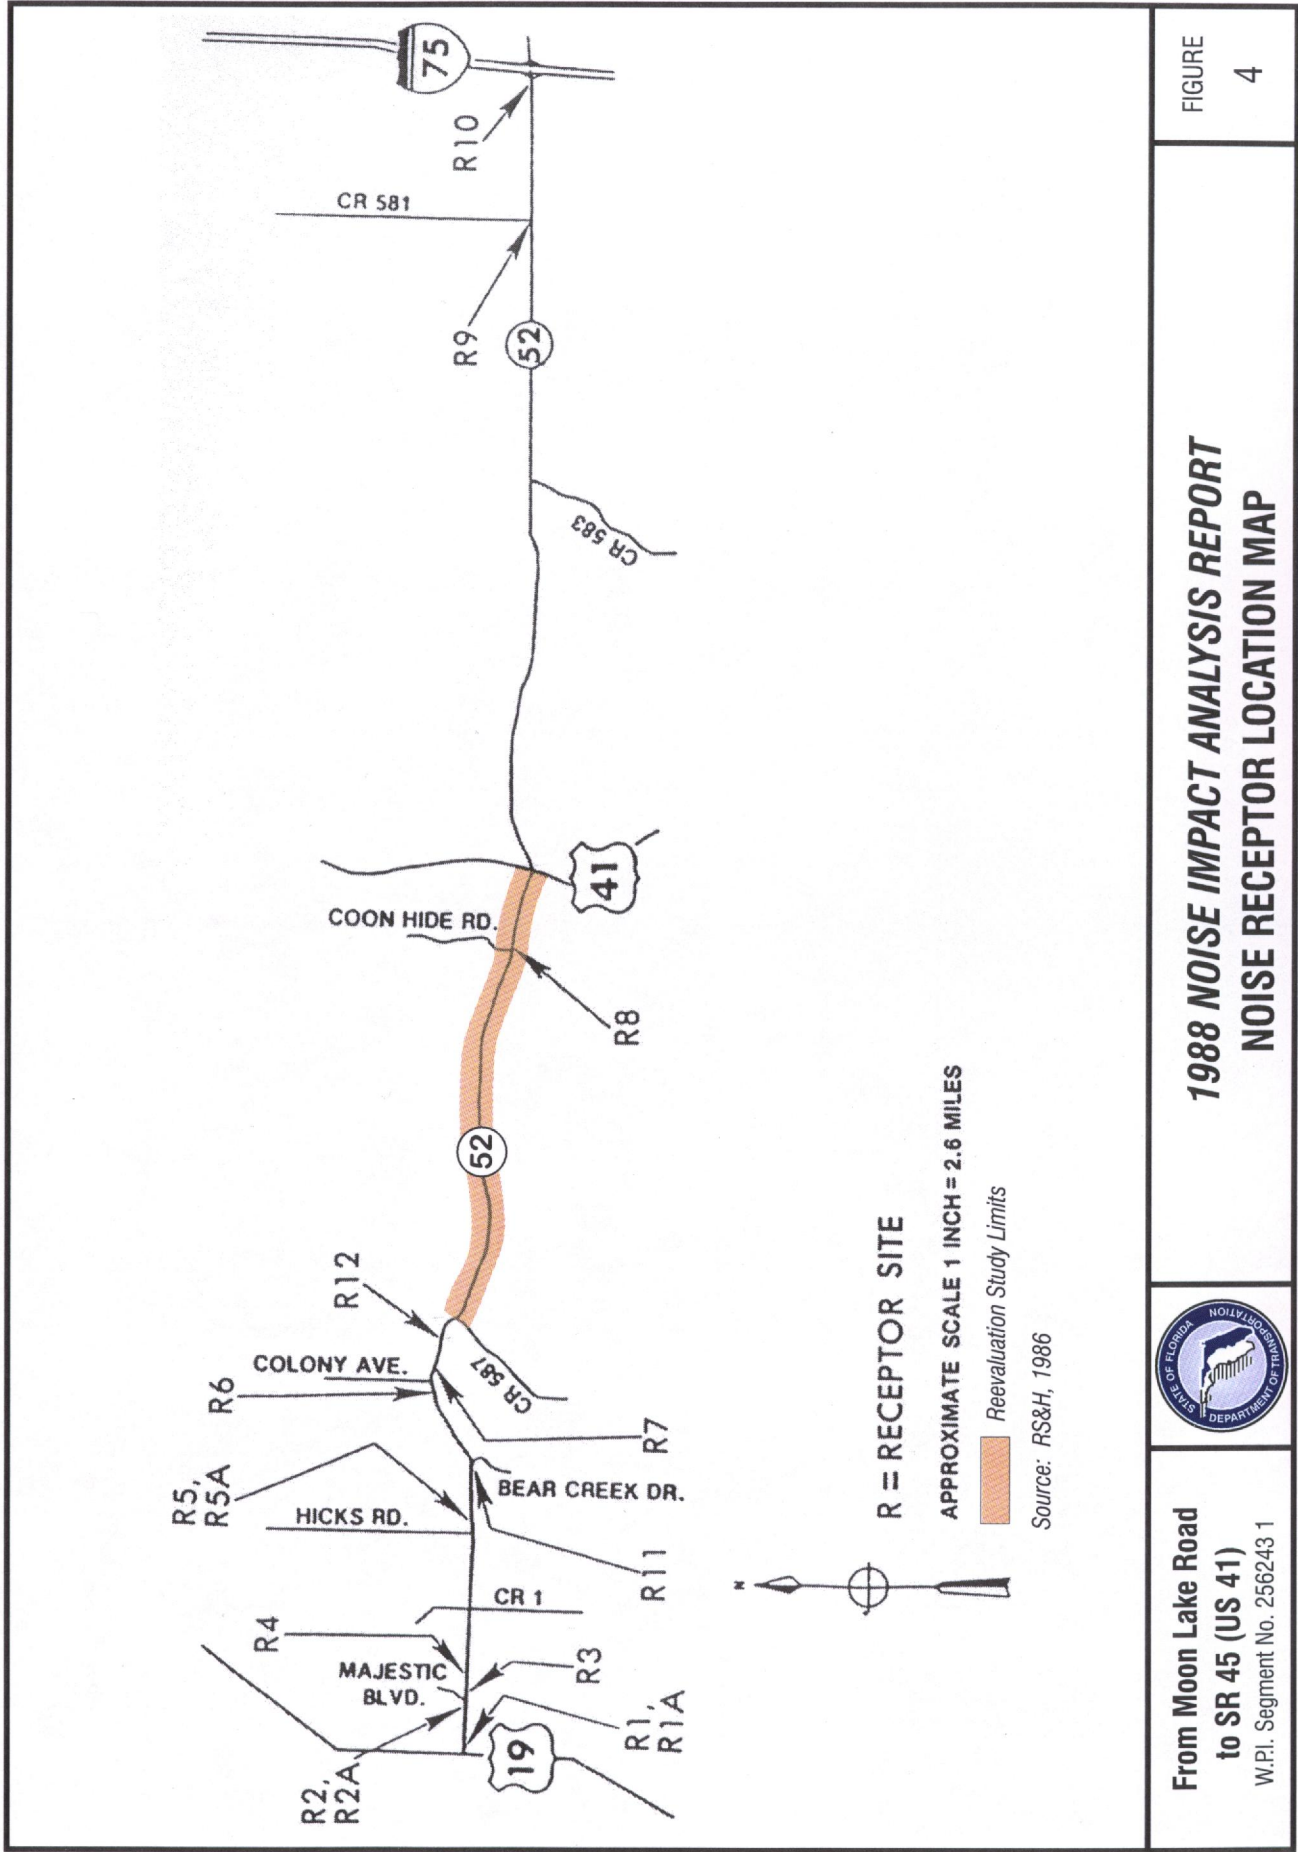 75
R10
CR 581
R9
52
CR 583
41
COON HIDE RD.
R8
52
R12
COLONY AVE.
CR 587
R6
R7
R5,
R5A
HICKS RD.
BEAR CREEK DR.
R11
CR 1
R4
MAJESTIC
BLVD.
R3
R2,
R2A
19
R1,
R1A
N
R = RECEPTOR SITE
APPROXIMATE SCALE 1 INCH = 2.6 MILES
Reevaluation Study Limits
Source: RS&H, 1986
From Moon Lake Road
to SR 45 (US 41)
W.P.I. Segment No. 256243 1
STATE OF FLORIDA
DEPARTMENT OF TRANSPORTATION
1988 NOISE IMPACT ANALYSIS REPORT
NOISE RECEPTOR LOCATION MAP
FIGURE
4